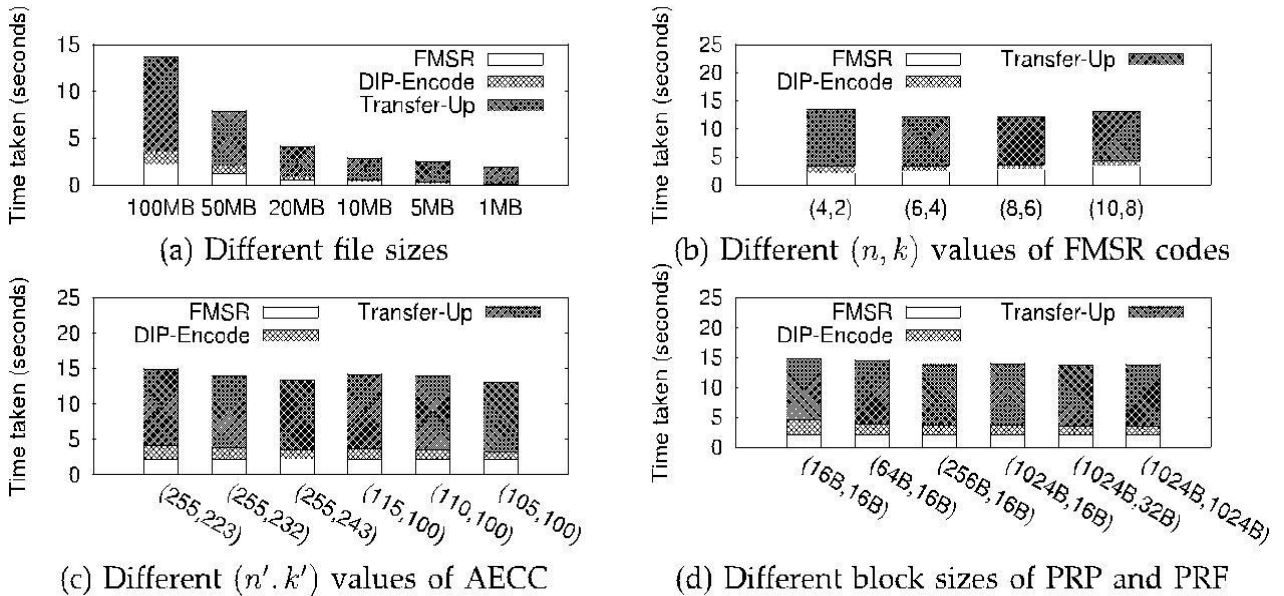 Time taken (seconds)
15
10
5
0
FMSR
DIP-Encode
Transfer-Up
100MB 50MB 20MB 10MB 5MB 1MB
(a) Different file sizes
Time taken (seconds)
25
20
15
10
5
0
FMSR
DIP-Encode
Transfer-Up
(4,2) (6,4) (8,6) (10,8)
(b) Different (n, k) values of FMSR codes
Time taken (seconds)
25
20
15
10
5
0
FMSR
DIP-Encode
Transfer-Up
(255,223) (255,232) (255,243) (115,100) (110,100) (105,100)
(c) Different (n′. k′) values of AECC
Time taken (seconds)
25
20
15
10
5
0
FMSR
DIP-Encode
Transfer-Up
(16B,16B) (64B,16B) (256B,16B) (1024B,16B) (1024B,32B) (1024B,1024B)
(d) Different block sizes of PRP and PRF